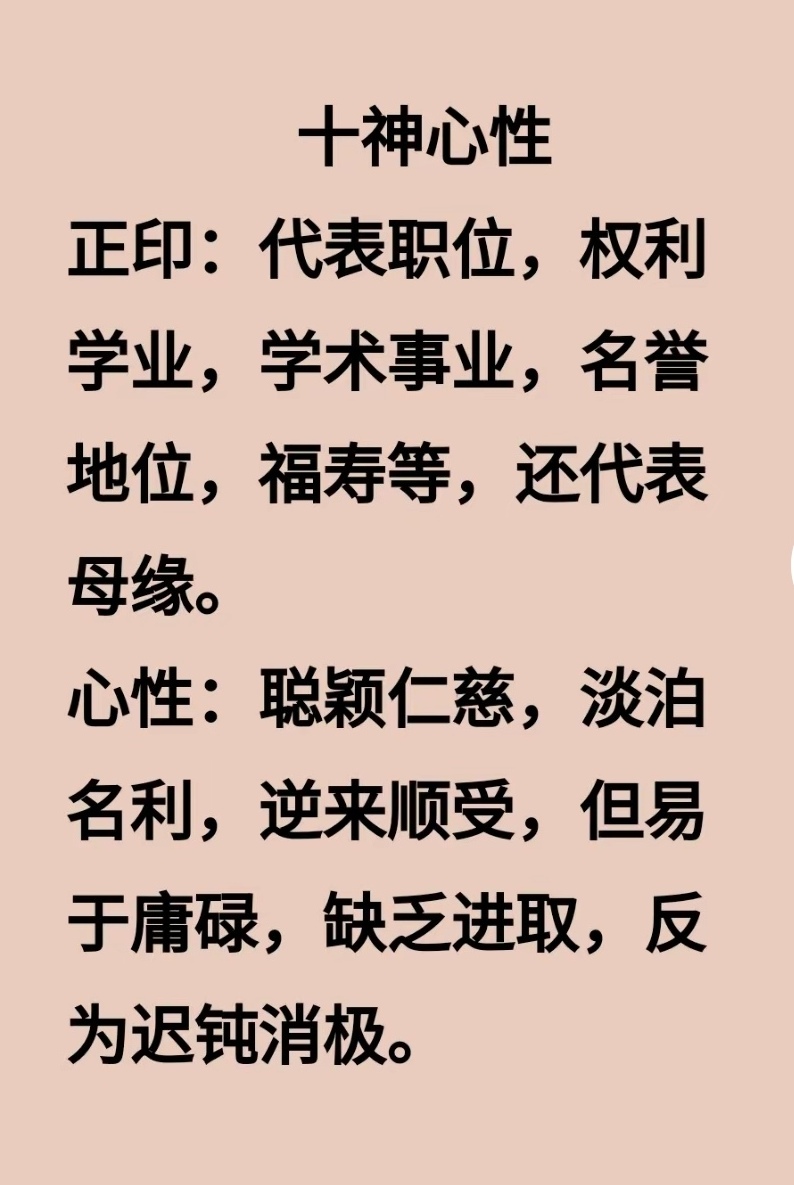 十神心性
正印：代表职位，权利
学业，学术事业，名誉
地位，福寿等，还代表
母缘。
心性：聪颖仁慈，淡泊
名利，逆来顺受，但易
于庸碌，缺乏进取，反
为迟钝消极。